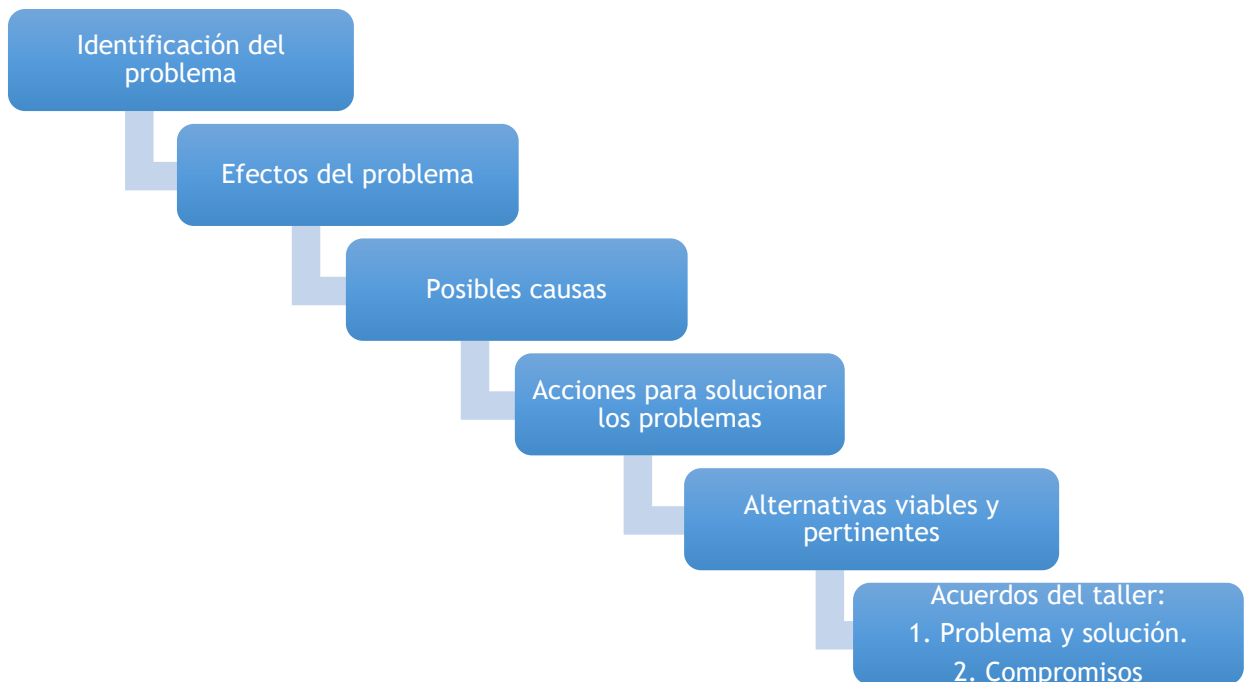 Identificación del
problema
Efectos del problema
Posibles causas
Acciones para solucionar
los problemas
Alternativas viables y
pertinentes
Acuerdos del taller:
1. Problema y solución.
2. Compromisos